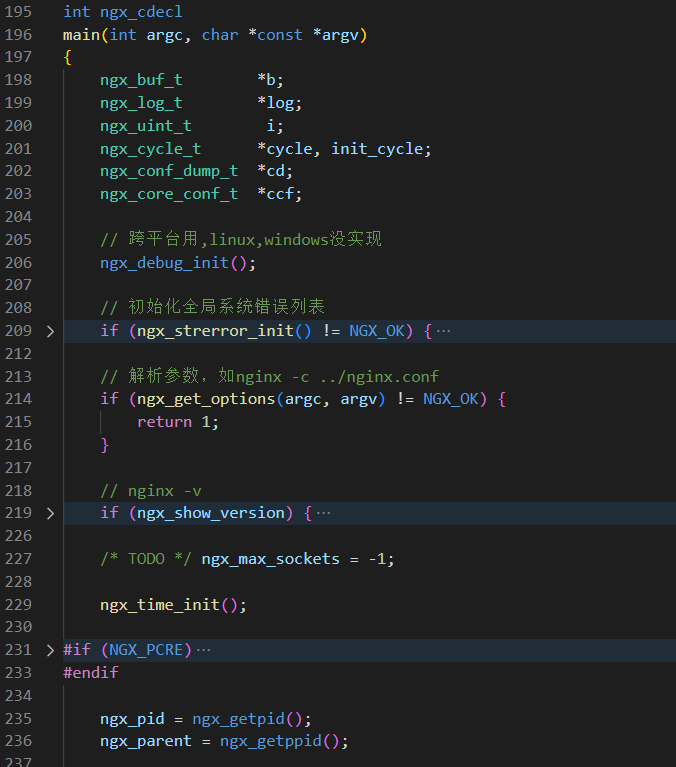 195 int ngx_cdecl
196 main(int argc, char *const *argv)
197 {
198     ngx_buf_t        *b;
199     ngx_log_t        *log;
200     ngx_uint_t        i;
201     ngx_cycle_t      *cycle, init_cycle;
202     ngx_conf_dump_t  *cd;
203     ngx_core_conf_t  *ccf;
204
205     // 跨平台用,linux,windows没实现
206     ngx_debug_init();
207
208     // 初始化全局系统错误列表
209     if (ngx_strerror_init() != NGX_OK) {…
212
213     // 解析参数，如nginx -c ../nginx.conf
214     if (ngx_get_options(argc, argv) != NGX_OK) {
215         return 1;
216     }
217
218     // nginx -v
219     if (ngx_show_version) {…
226
227     /* TODO */ ngx_max_sockets = -1;
228
229     ngx_time_init();
230
231 #if (NGX_PCRE)…
233 #endif
234
235     ngx_pid = ngx_getpid();
236     ngx_parent = ngx_getppid();
237